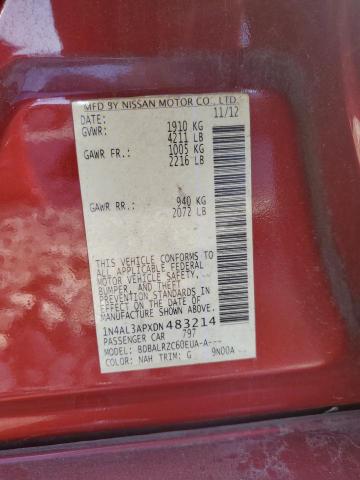 MFD BY NISSAN MOTOR CO., LTD.
DATE: 11/12
GVWR: 1910 KG
4211 LB
GAWR FR: 1005 KG
2216 LB
GAWR RR: 940 KG
2072 LB
THIS VEHICLE CONFORMS TO ALL
APPLICABLE FEDERAL
MOTOR VEHICLE SAFETY,
BUMPER, AND THEFT
PREVENTION STANDARDS IN
EFFECT ON THE DATE OF
MANUFACTURE SHOWN ABOVE.
1N4AL3APXDN483214
PASSENGER CAR 797
MODEL: BDBALRZC60EUA-A---
COLOR: NAH TRIM: G 9N00A